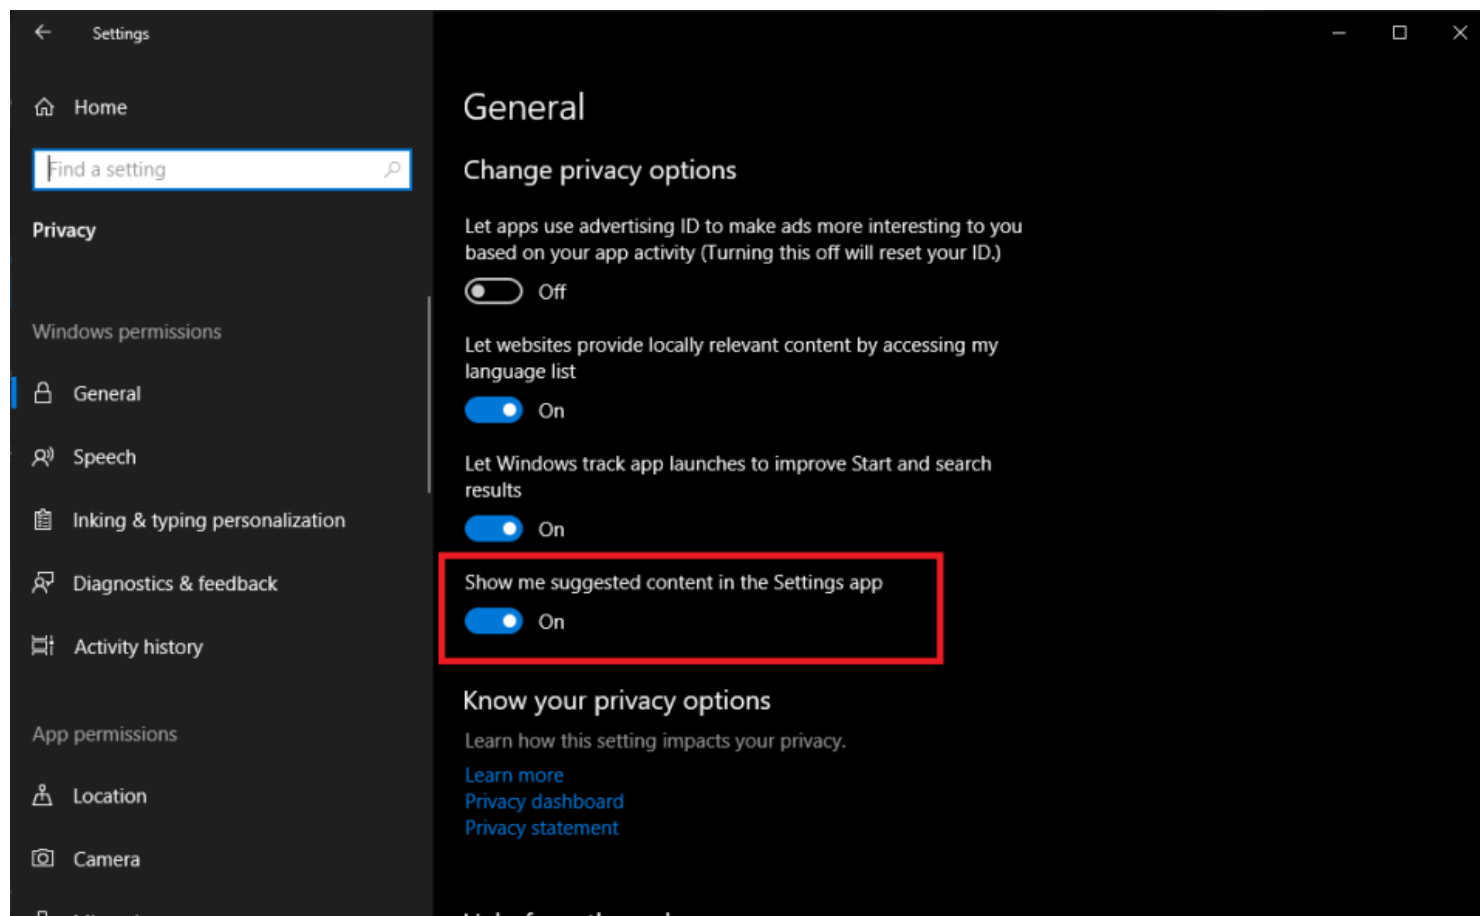 Settings
Home
Find a setting
Privacy
Windows permissions
General
Speech
Inking & typing personalization
Diagnostics & feedback
Activity history
App permissions
Location
Camera
General
Change privacy options
Let apps use advertising ID to make ads more interesting to you
based on your app activity (Turning this off will reset your ID.)
Off
Let websites provide locally relevant content by accessing my
language list
On
Let Windows track app launches to improve Start and search
results
On
Show me suggested content in the Settings app
On
Know your privacy options
Learn how this setting impacts your privacy.
Learn more
Privacy dashboard
Privacy statement